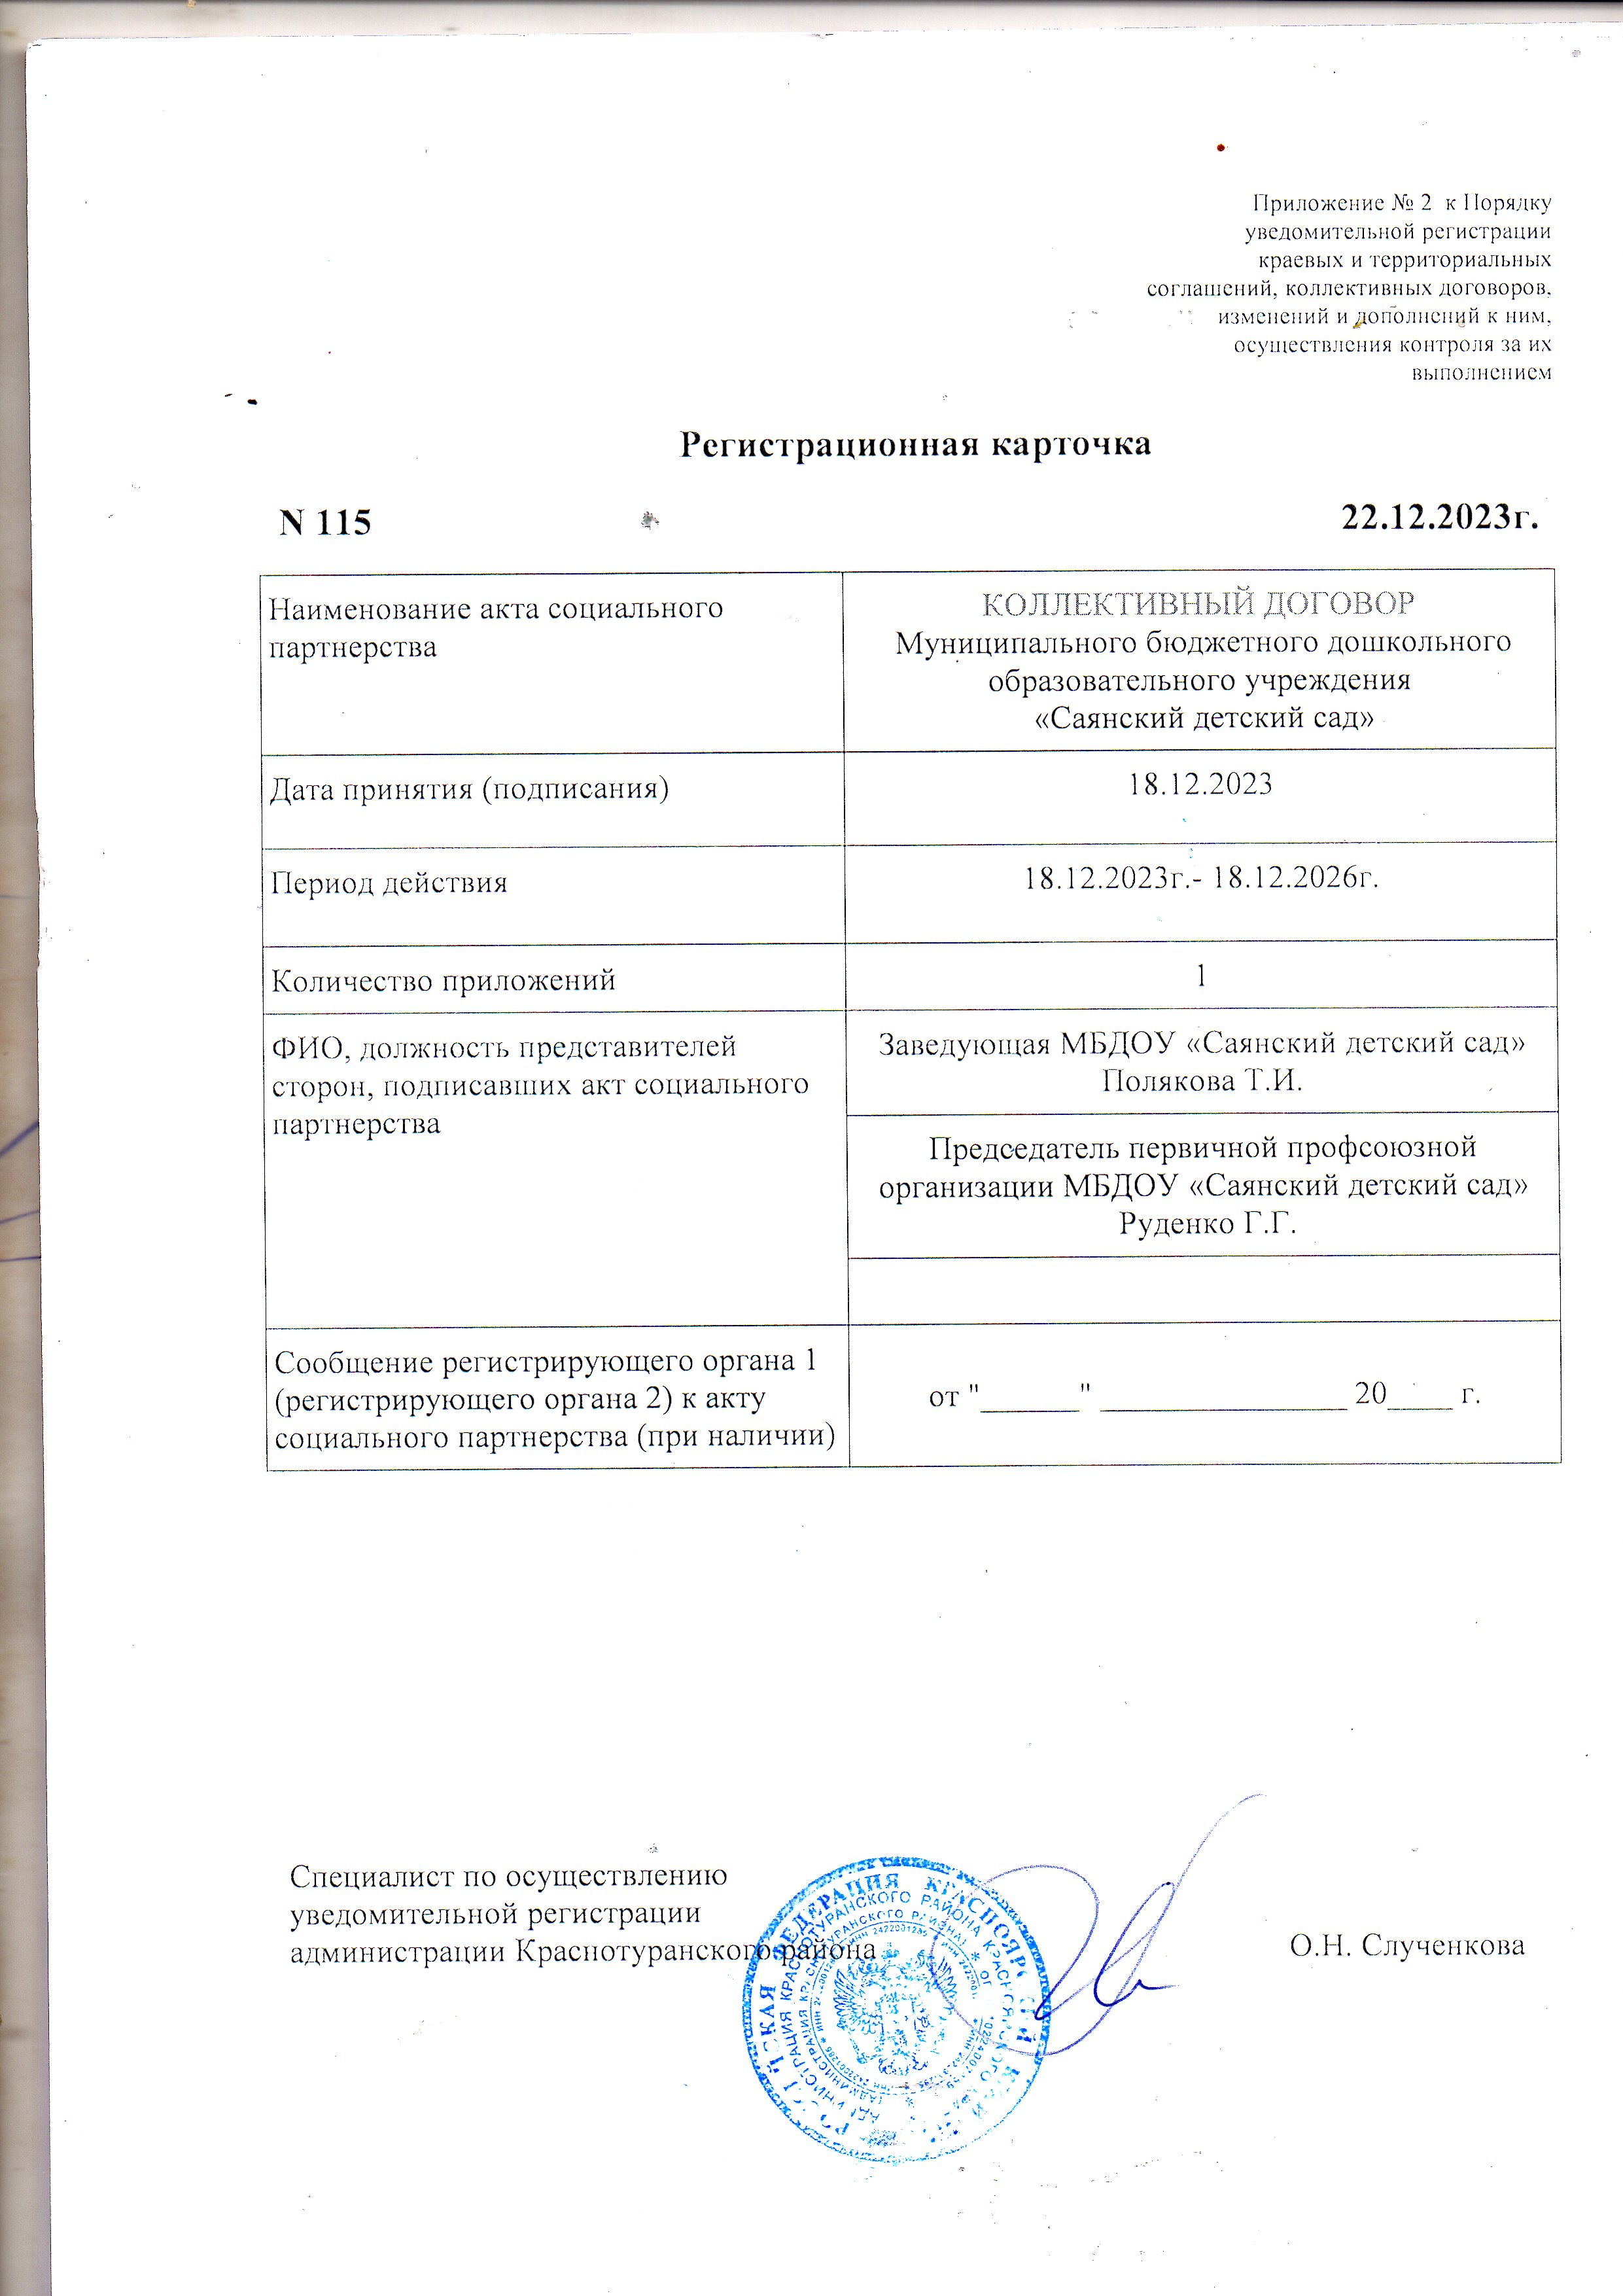 Приложение № 2 к Порядку
уведомительной регистрации
краевых и территориальных
соглашений, коллективных договоров,
изменений и дополнений к ним,
осуществления контроля за их
выполнением
Регистрационная карточка
N 115
22.12.2023г.
Наименование акта социального
партнерства
КОЛЛЕКТИВНЫЙ ДОГОВОР
Муниципального бюджетного дошкольного
образовательного учреждения
«Саянский детский сад»
Дата принятия (подписания)
18.12.2023
Период действия
18.12.2023г.- 18.12.2026г.
Количество приложений
1
ФИО, должность представителей
сторон, подписавших акт социального
партнерства
Заведующая МБДОУ «Саянский детский сад»
Полякова Т.И.
Председатель первичной профсоюзной
организации МБДОУ «Саянский детский сад»
Руденко Г.Г.
Сообщение регистрирующего органа 1
(регистрирующего органа 2) к акту
социального партнерства (при наличии)
от "______" _______________ 20____ г.
Специалист по осуществлению
уведомительной регистрации
администрации Краснотуранского района
О.Н. Служенкова
ФЕДЕРАЦИЯ